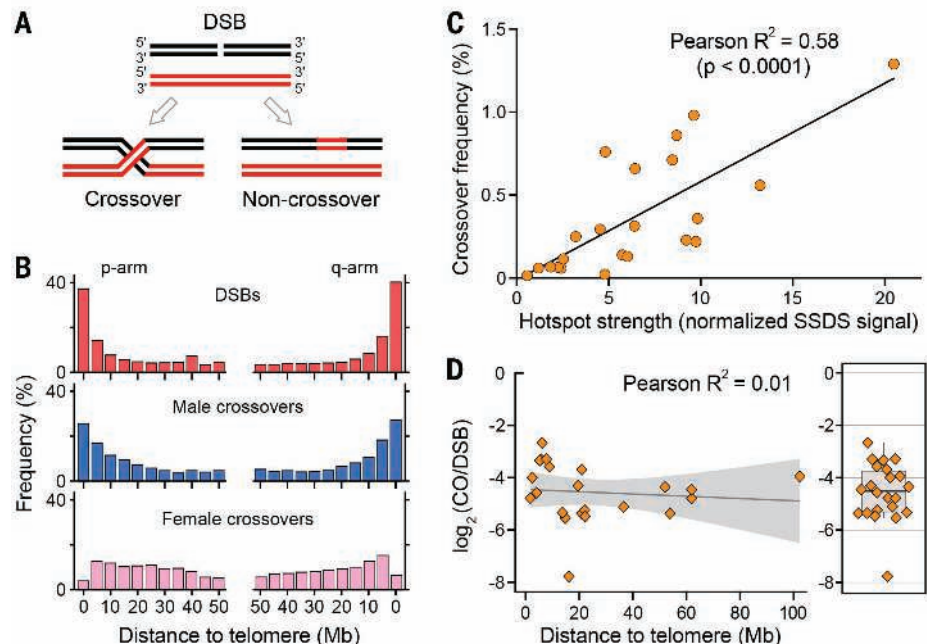 A
DSB
5' 3'
3' 5'
5' 3'
3' 5'
Crossover
Non-crossover
B
p-arm
q-arm
DSBs
40
0
Male crossovers
40
0
Female crossovers
40
0
Frequency (%)
0 10 20 30 40 50
50 40 30 20 10 0
Distance to telomere (Mb)
C
Pearson R² = 0.58
(p < 0.0001)
Crossover frequency (%)
1.5
1.0
0.5
0
0 5 10 15 20
Hotspot strength (normalized SSDS signal)
D
Pearson R² = 0.01
log₂ (CO/DSB)
0
-2
-4
-6
-8
0 20 40 60 80 100
Distance to telomere (Mb)
0
-2
-4
-6
-8